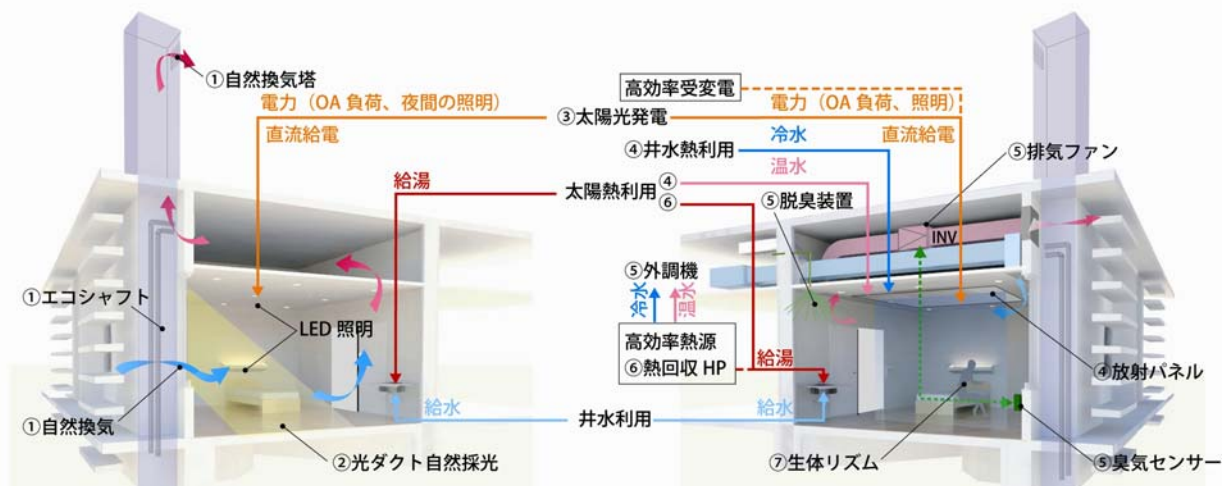 ①自然換気塔
電力（OA 負荷、夜間の照明）
③太陽光発電
直流給電
高効率受変電
電力（OA 負荷、照明）
冷水
直流給電
④井水熱利用
温水
⑤排気ファン
給湯
太陽熱利用④
⑥
⑤脱臭装置
INV
①エコシャフト
LED 照明
⑤外調機
冷水
温水
高効率熱源
⑥熱回収 HP
給湯
④放射パネル
①自然換気
給水
井水利用
給水
②光ダクト自然採光
⑦生体リズム
⑤臭気センサー